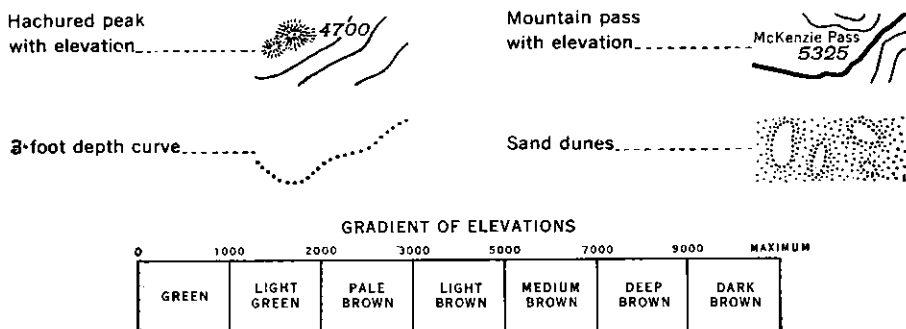 Hachured peak
with elevation
4700
Mountain pass
with elevation
McKenzie Pass
5325
3-foot depth curve
Sand dunes
GRADIENT OF ELEVATIONS
0 1000 2000 3000 5000 7000 9000 MAXIMUM
GREEN LIGHT GREEN PALE BROWN LIGHT BROWN MEDIUM BROWN DEEP BROWN DARK BROWN